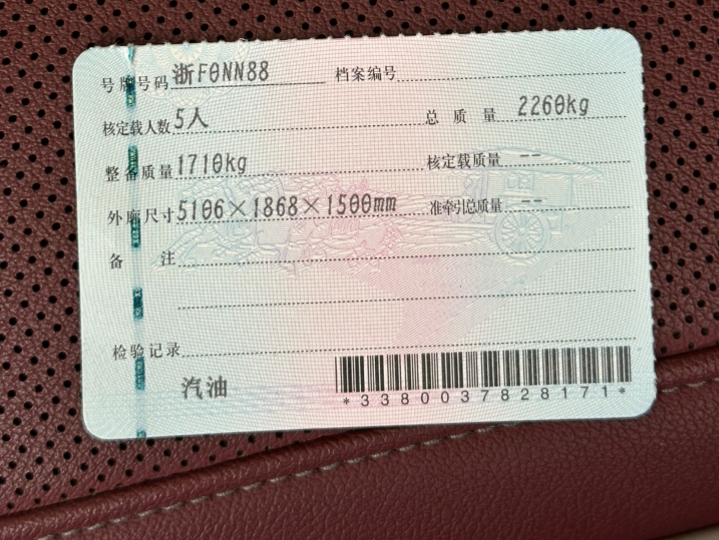 号牌号码 浙F0NN88 档案编号
核定载人数 5人 总质量 2260kg
整备质量 1710kg 核定载质量 --
外廓尺寸 5106×1868×1500mm 准牵引总质量 --
备注
检验记录
汽油
*3380037828171*